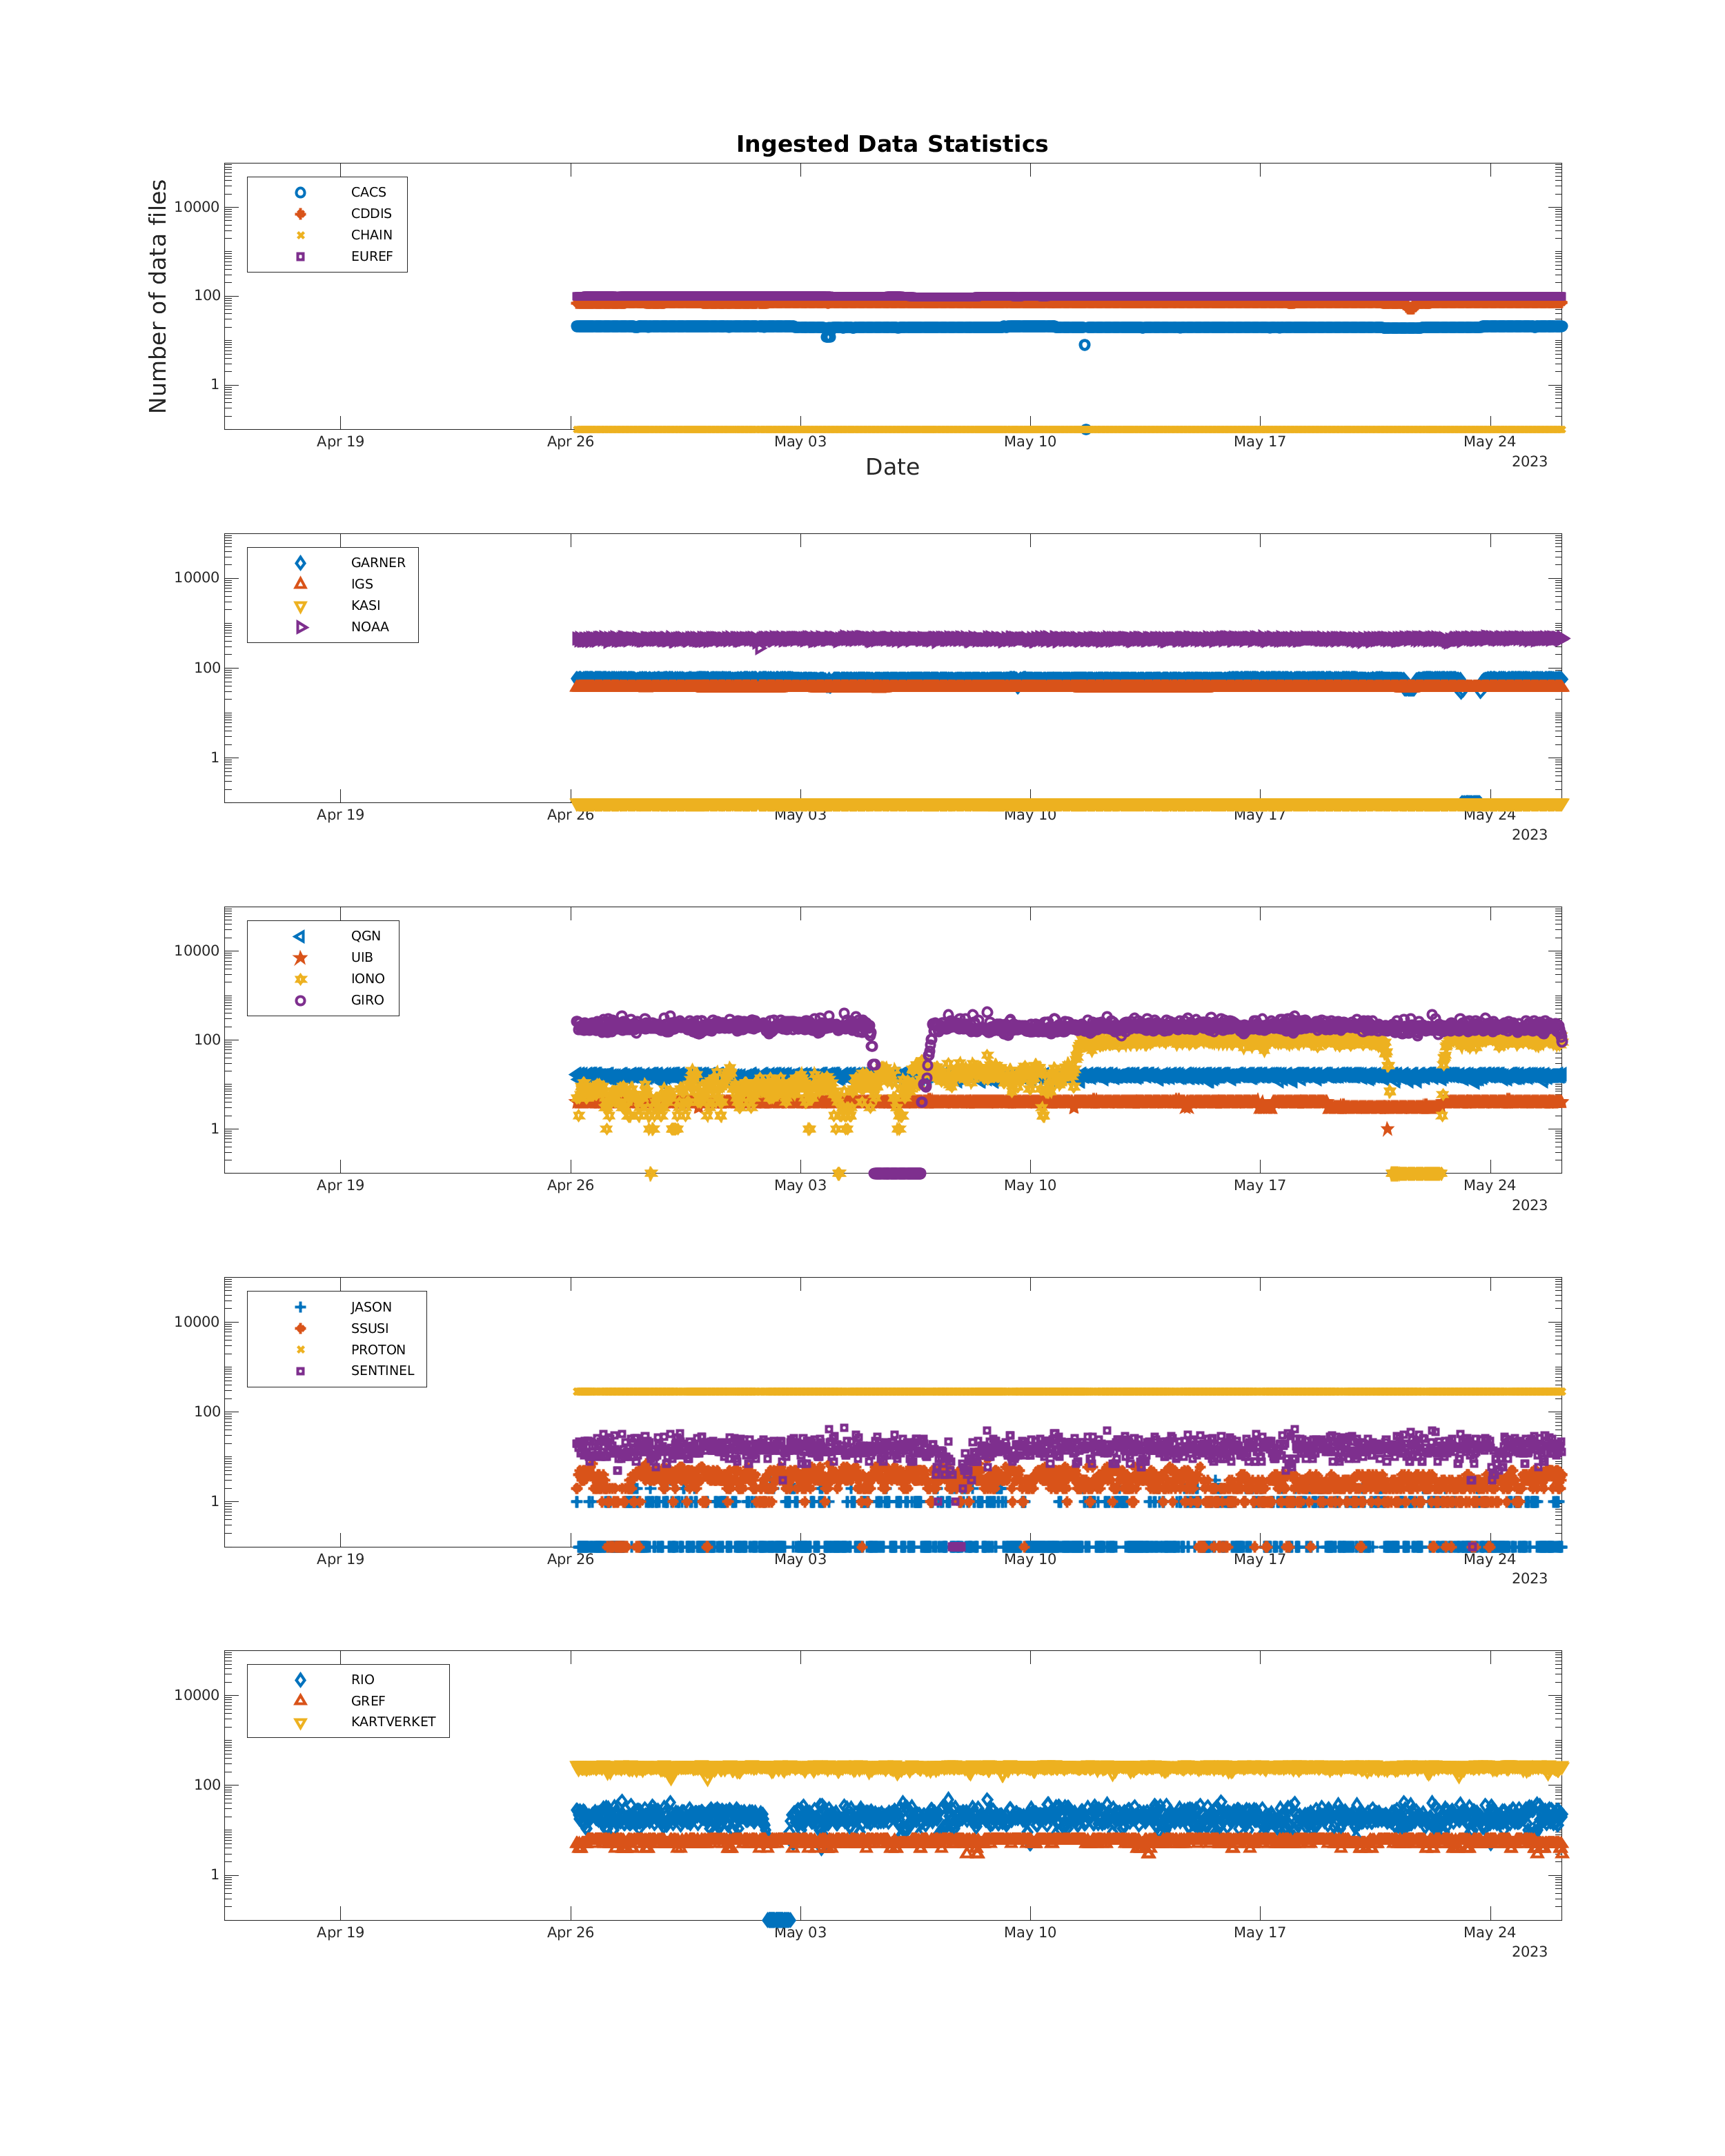 Ingested Data Statistics
Number of data files
CACS
CDDIS
CHAIN
EUREF
10000
100
1
Apr 19 Apr 26 May 03 May 10 May 17 May 24
2023
Date
GARNER
IGS
KASI
NOAA
10000
100
1
Apr 19 Apr 26 May 03 May 10 May 17 May 24
2023
QGN
UIB
IONO
GIRO
10000
100
1
Apr 19 Apr 26 May 03 May 10 May 17 May 24
2023
JASON
SSUSI
PROTON
SENTINEL
10000
100
1
Apr 19 Apr 26 May 03 May 10 May 17 May 24
2023
RIO
GREF
KARTVERKET
10000
100
1
Apr 19 Apr 26 May 03 May 10 May 17 May 24
2023